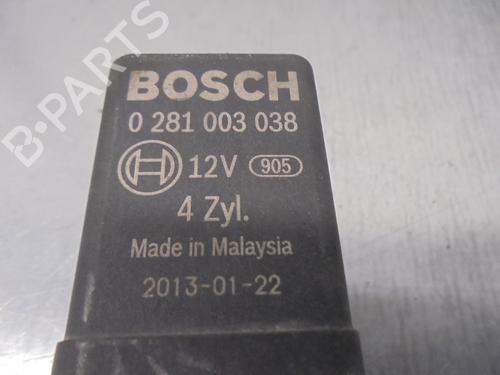 B-PARTS
BOSCH
0 281 003 038
12V 905
4 Zyl.
Made in Malaysia
2013-01-22